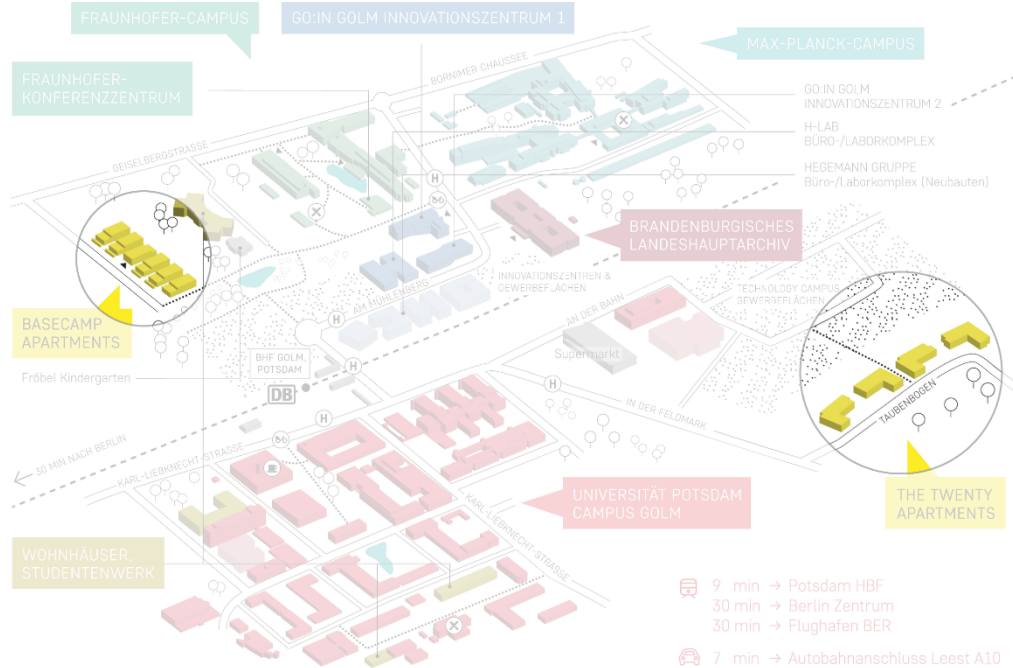 FRAUNHOFER-CAMPUS
GO:IN GOLM INNOVATIONSZENTRUM 1
MAX-PLANCK-CAMPUS
BORNIMER CHAUSSEE
FRAUNHOFER-
KONFERENZZENTRUM
GO:IN GOLM
INNOVATIONSZENTRUM 2
H-LAB
BÜRO-/LABORKOMPLEX
HEGEMANN GRUPPE
Büro-/Laborkomplex (Neubauten)
GEISELBERGSTRASSE
H
H
BRANDENBURGISCHES
LANDESHAUPTARCHIV
INNOVATIONSZENTREN &
GEWERBEFLÄCHEN
TECHNOLOGY CAMPUS
GEWERBEFLÄCHEN
AM MÜHLENBERG
AN DER BAHN
BASECAMP
APARTMENTS
Supermarkt
BHF GOLM,
POTSDAM
H
Fröbel Kindergarten
DB
H
H
IN DER FELDMARK
TAUBENBOGEN
30 MIN NACH BERLIN
KARL-LIEBKNECHT-STRASSE
KARL-LIEBKNECHT-STRASSE
UNIVERSITÄT POTSDAM
CAMPUS GOLM
THE TWENTY
APARTMENTS
WOHNHÄUSER,
STUDENTENWERK
9 min → Potsdam HBF
30 min → Berlin Zentrum
30 min → Flughafen BER
7 min → Autobahnanschluss Leest A10